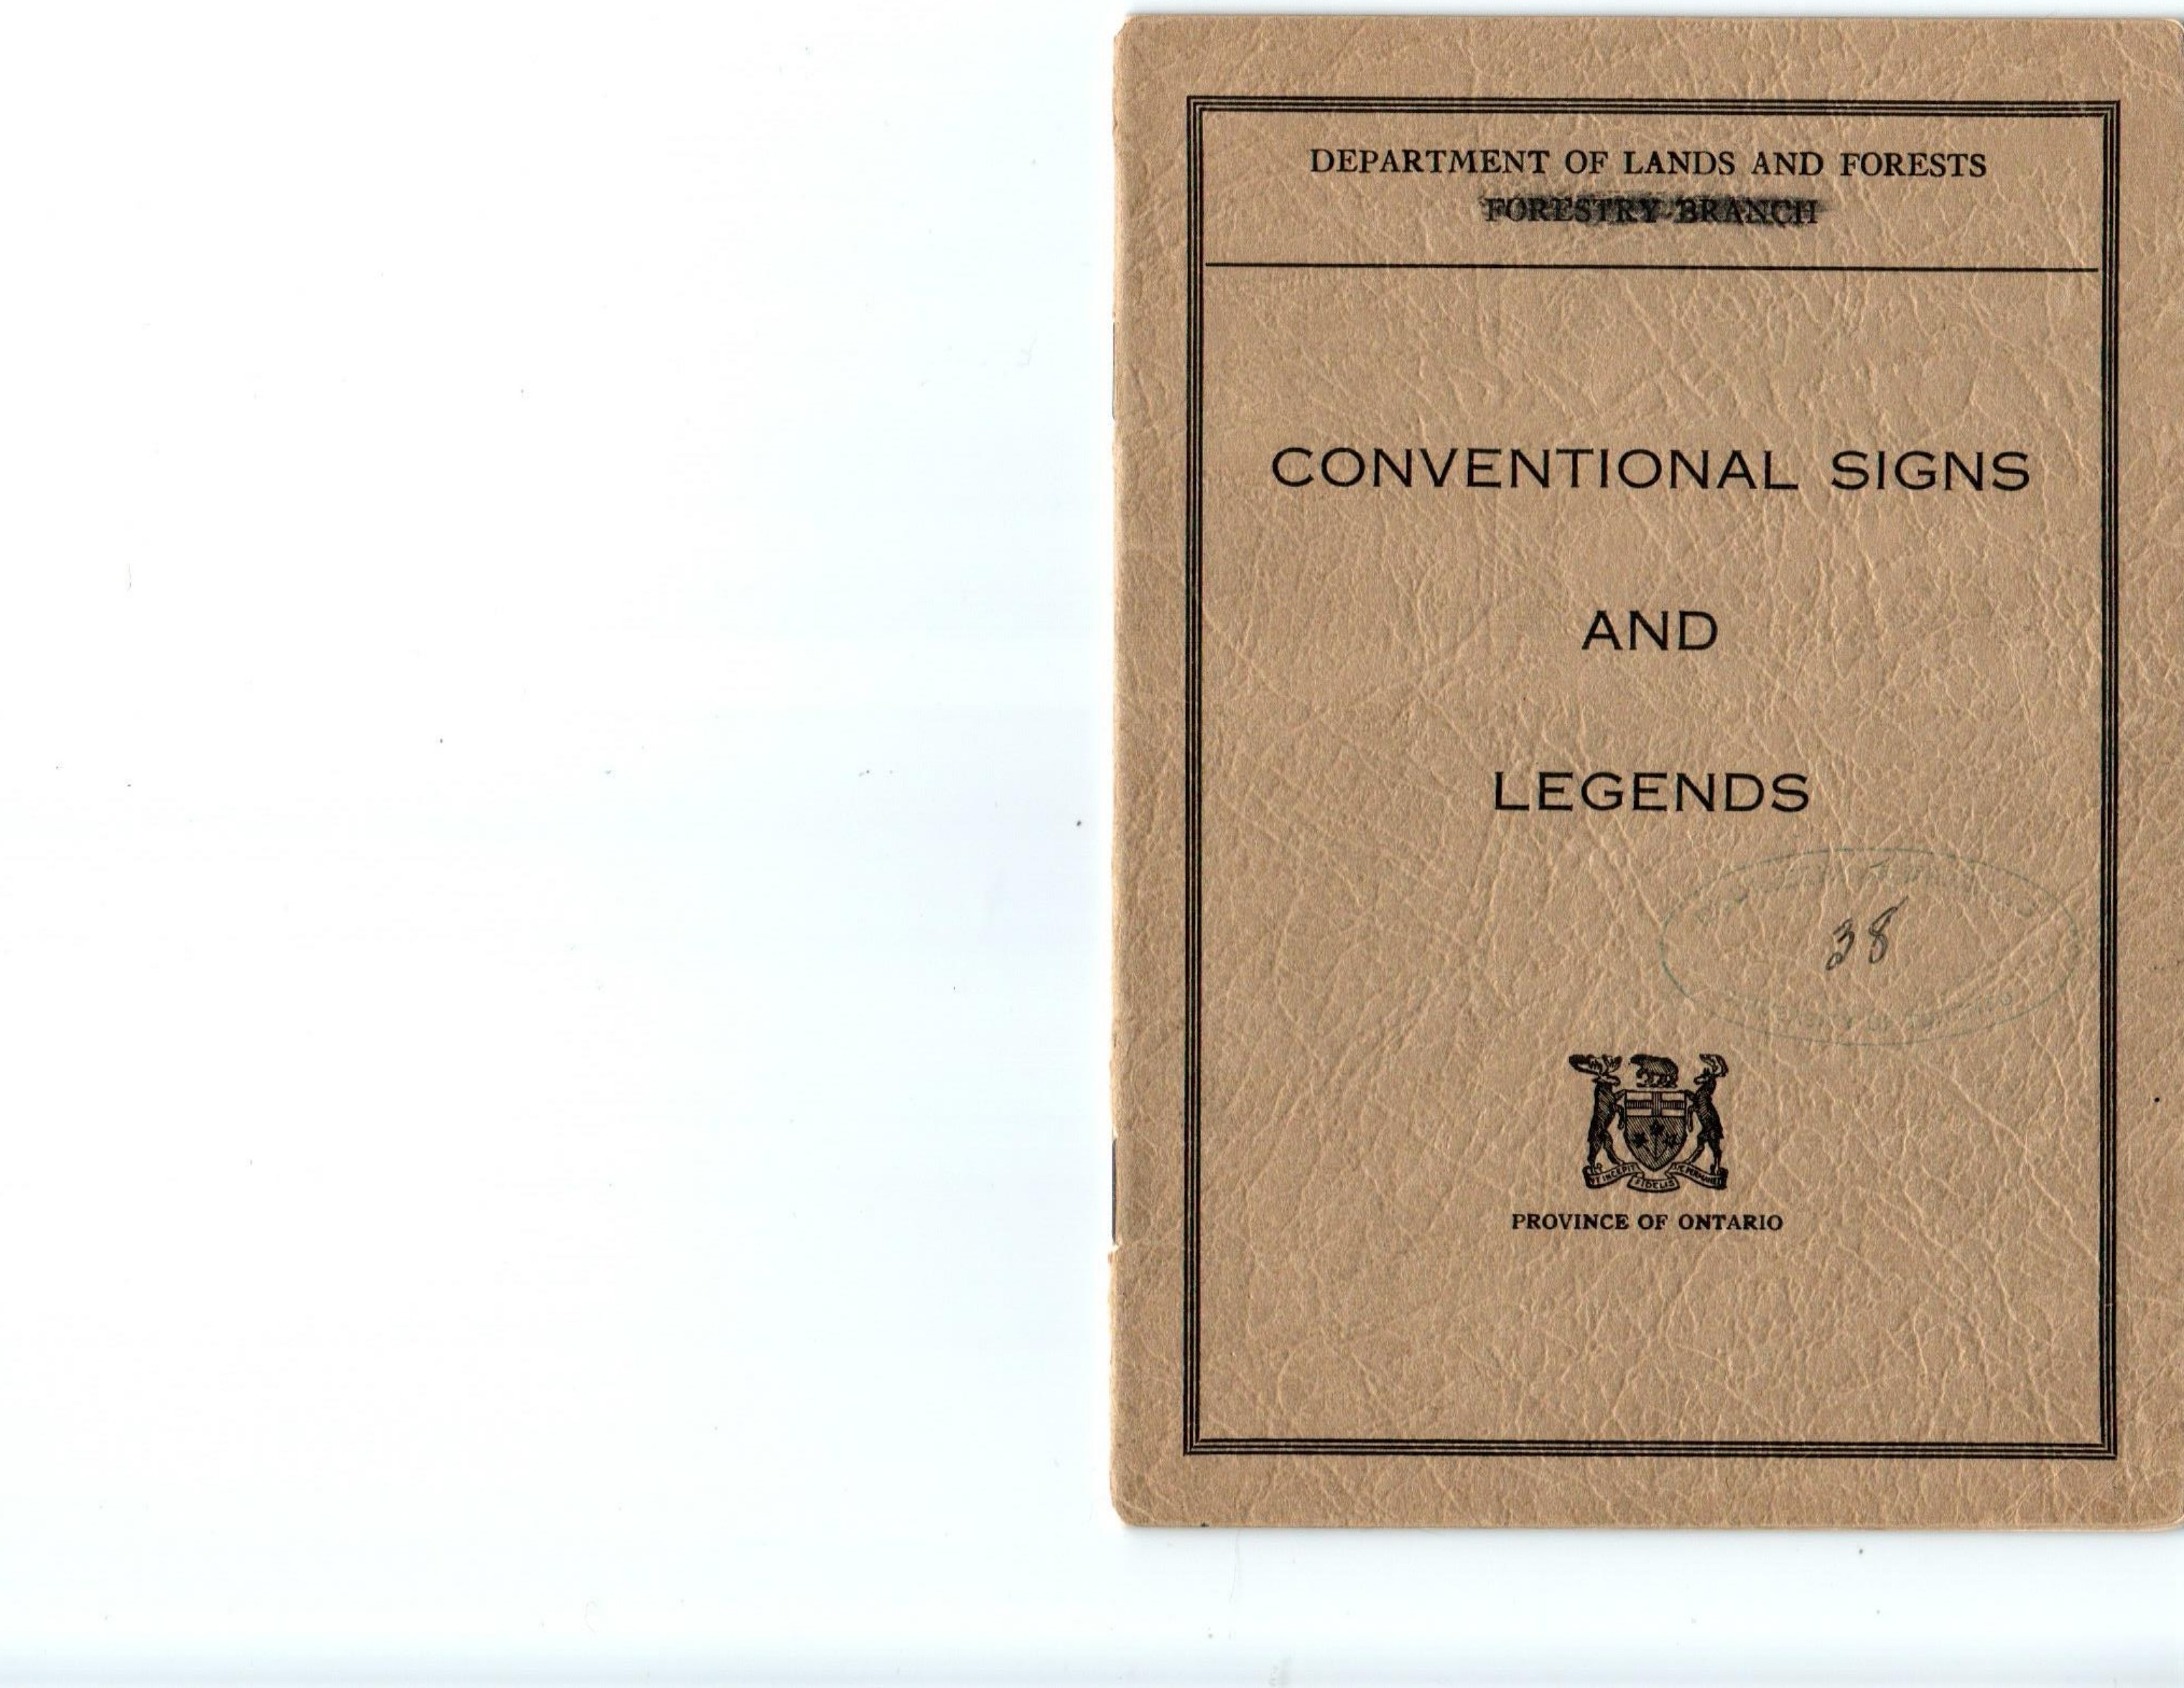 DEPARTMENT OF LANDS AND FORESTS
FORESTRY BRANCH
CONVENTIONAL SIGNS
AND
LEGENDS
38
PROVINCE OF ONTARIO